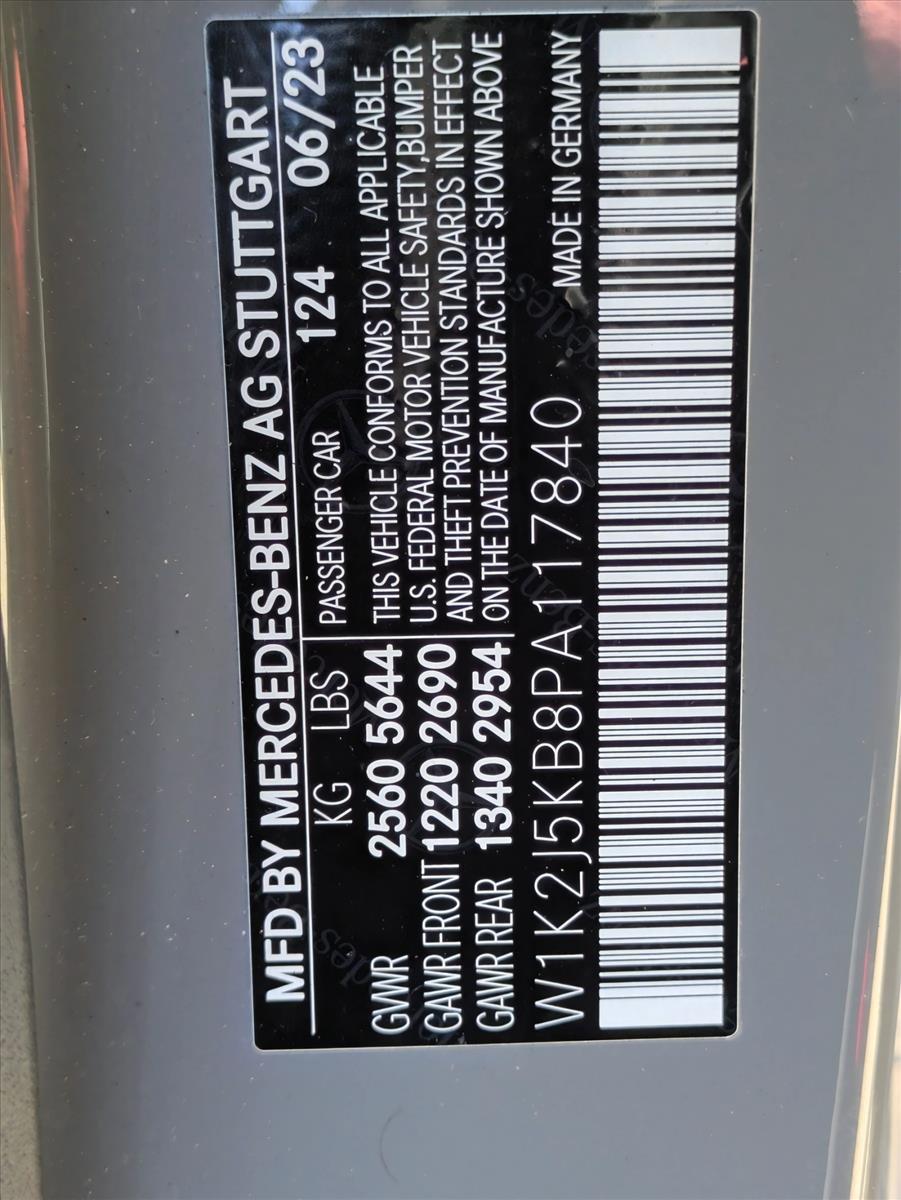 MFD BY MERCEDES-BENZ AG STUTTGART
KG LBS PASSENGER CAR 124 06/23
GVWR 2560 5644 THIS VEHICLE CONFORMS TO ALL APPLICABLE
U.S. FEDERAL MOTOR VEHICLE SAFETY,BUMPER
GAWR FRONT 1220 2690 AND THEFT PREVENTION STANDARDS IN EFFECT
GAWR REAR 1340 2954 ON THE DATE OF MANUFACTURE SHOWN ABOVE
W1K2J5KB8PA117840 MADE IN GERMANY